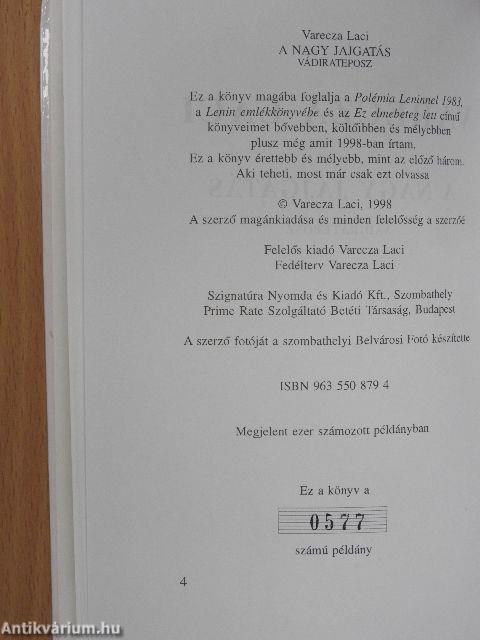 Varecza Laci
A NAGY JAJGATÁS
VÁDIRATEPOSZ
Ez a könyv magába foglalja a Polémia Leninnel 1983,
a Lenin emlékkönyvébe és az Ez elmebeteg lett című
könyveimet bővebben, költőibben és mélyebben
plusz még amit 1998-ban írtam.
Ez a könyv érettebb és mélyebb, mint az előző három.
Aki teheti, most már csak ezt olvassa
© Varecza Laci, 1998
A szerző magánkiadása és minden felelősség a szerzőé
Felelős kiadó Varecza Laci
Fedélterv Varecza Laci
Szignatúra Nyomda és Kiadó Kft., Szombathely
Prime Rate Szolgáltató Betéti Társaság, Budapest
A szerző fotóját a szombathelyi Belvárosi Fotó készítette
ISBN 963 550 879 4
Megjelent ezer számozott példányban
Ez a könyv a
0577
számú példány
4
Antikvárium.hu